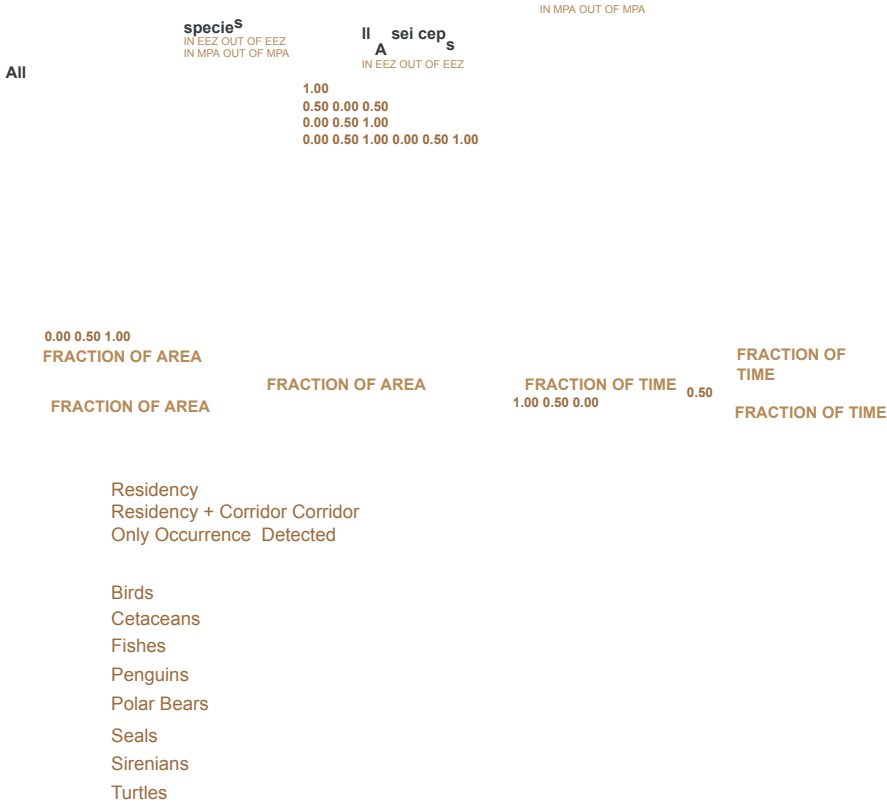 IN MPA OUT OF MPA
species
IN EEZ OUT OF EEZ
IN MPA OUT OF MPA
ll A sei cep s
IN EEZ OUT OF EEZ
All
1.00
0.50 0.00 0.50
0.00 0.50 1.00
0.00 0.50 1.00 0.00 0.50 1.00
0.00 0.50 1.00
FRACTION OF AREA
FRACTION OF AREA
FRACTION OF AREA
FRACTION OF TIME
1.00 0.50 0.00
0.50
FRACTION OF
TIME
FRACTION OF TIME
Residency
Residency + Corridor Corridor
Only Occurrence Detected
Birds
Cetaceans
Fishes
Penguins
Polar Bears
Seals
Sirenians
Turtles